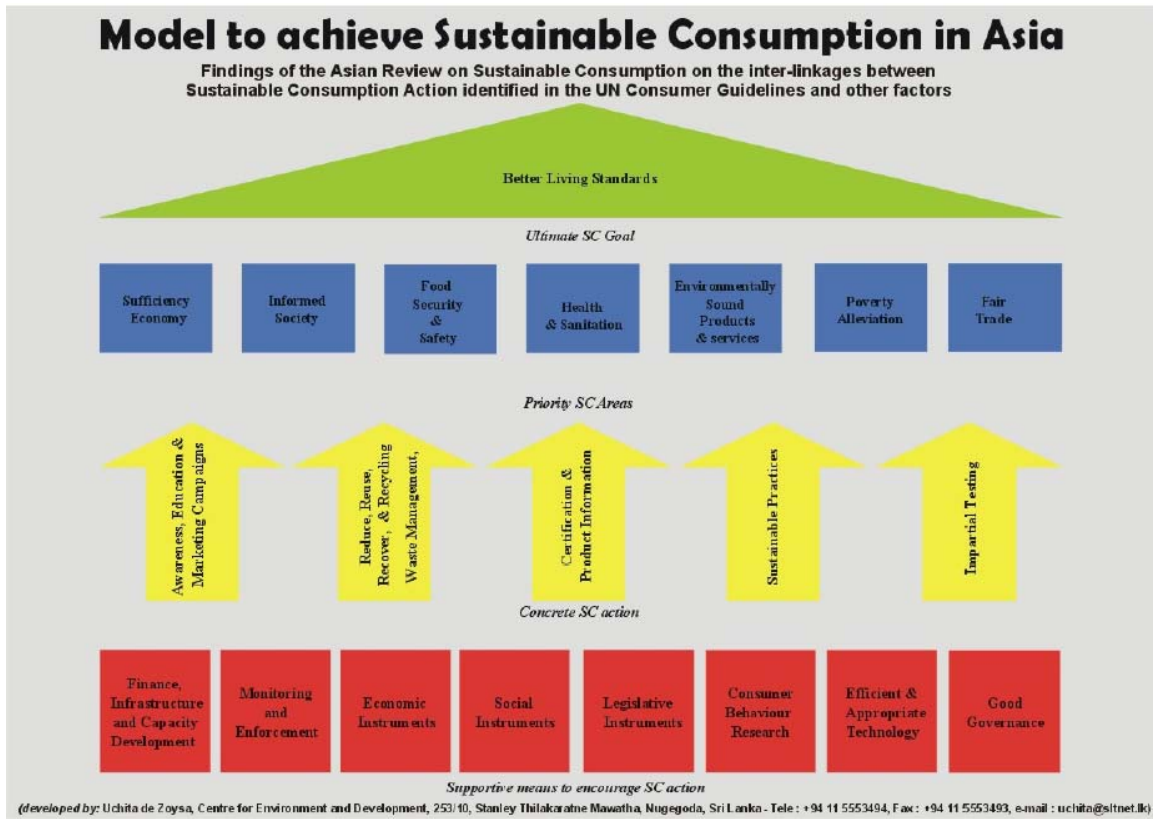 Model to achieve Sustainable Consumption in Asia
Findings of the Asian Review on Sustainable Consumption on the inter-linkages between
Sustainable Consumption Action identified in the UN Consumer Guidelines and other factors
Better Living Standards
Ultimate SC Goal
Sufficiency
Economy
Informed
Society
Food
Security
&
Safety
Health
& Sanitation
Environmentally
Sound
Products
& services
Poverty
Alleviation
Fair
Trade
Priority SC Areas
Awareness, Education &
Marketing Campaigns
Reduce, Reuse,
Recover, & Recycling
Waste Management,
Certification &
Product Information
Sustainable Practices
Impartial Testing
Concrete SC action
Finance,
Infrastructure
and Capacity
Development
Monitoring
and
Enforcement
Economic
Instruments
Social
Instruments
Legislative
Instruments
Consumer
Behaviour
Research
Efficient &
Appropriate
Technology
Good
Governance
Supportive means to encourage SC action
(developed by: Uchita de Zoysa, Centre for Environment and Development, 253/10, Stanley Thilakaratne Mawatha, Nugegoda, Sri Lanka - Tele : +94 11 5553494, Fax : +94 11 5553493, e-mail : uchita@sltnet.lk)